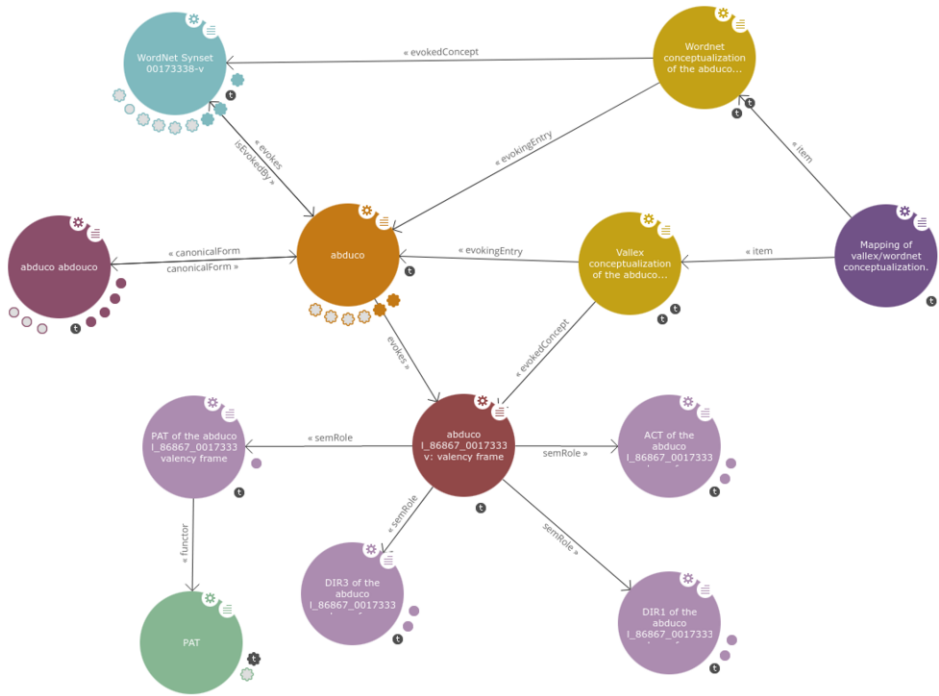 WordNet Synset
00173338-v
« evokedConcept
Wordnet
conceptualization
of the abduco...
t
t
t
« evokes
isEvokedBy »
« evokingEntry
« item
abduco abdouco
t
« canonicalForm
canonicalForm »
abduco
t
« evokingEntry
Vallex
conceptualization
of the abduco...
t
t
« item
Mapping of
vallex/wordnet
conceptualization.
t
evokes »
« evokedConcept
PAT of the abduco
l_86867_0017333
valency frame
t
« semRole
abduco
l_86867_0017333
v: valency frame
t
semRole »
ACT of the
abduco
l_86867_0017333
t
« functor
« semRole
semRole »
DIR3 of the
abduco
l_86867_0017333
t
DIR1 of the
abduco
l_86867_0017333
t
PAT
t